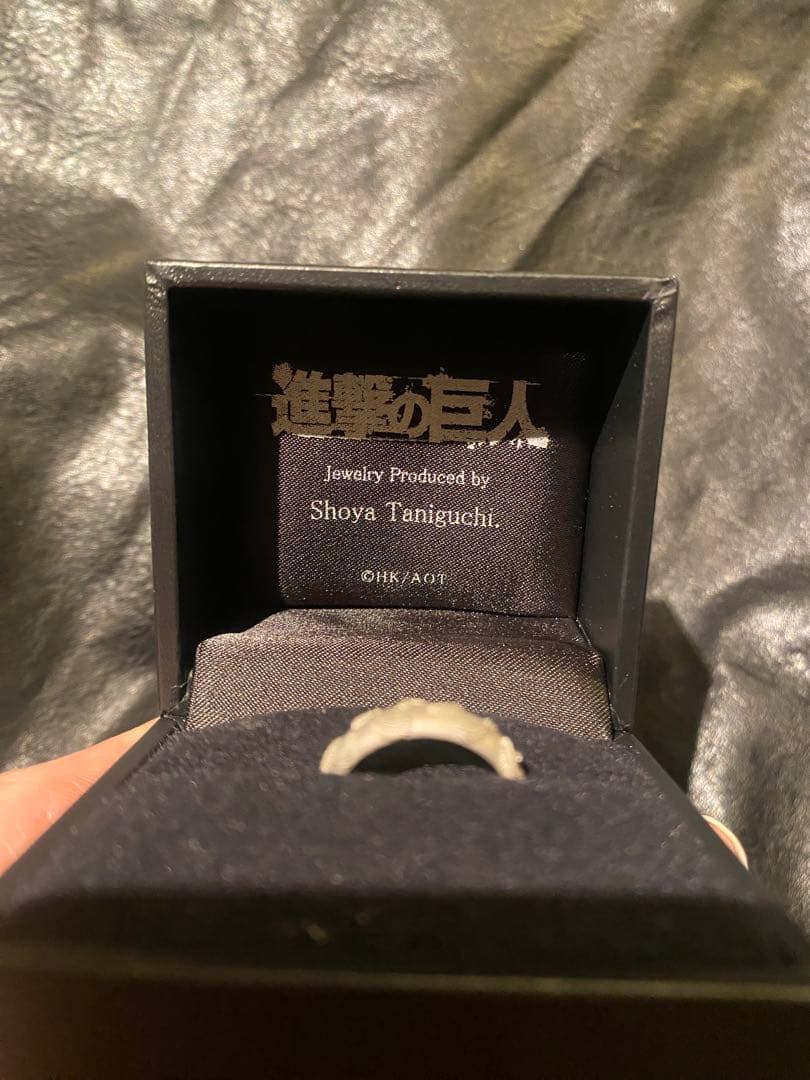 進撃の巨人
Jewelry Produced by
Shoya Taniguchi.
©HK/AOT